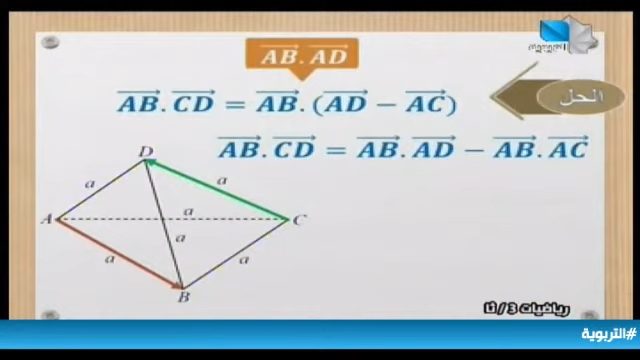 AB⃗ . AD⃗
الحل
AB⃗ . CD⃗ = AB⃗ . (AD⃗ − AC⃗)
AB⃗ . CD⃗ = AB⃗ . AD⃗ − AB⃗ . AC⃗
D
a
a
A
a
C
a
a
a
B
رياضيات 3 / ثا
#التربوية